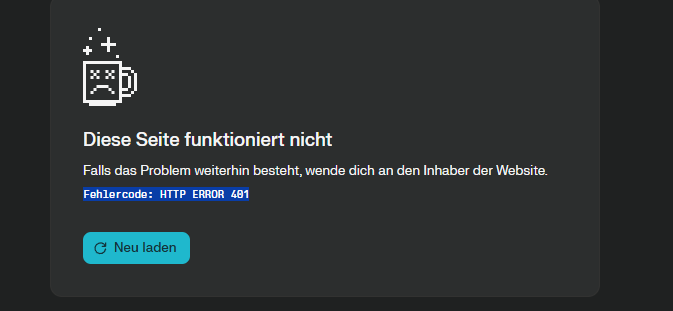 Diese Seite funktioniert nicht
Falls das Problem weiterhin besteht, wende dich an den Inhaber der Website.
Fehlercode: HTTP ERROR 401
Neu laden